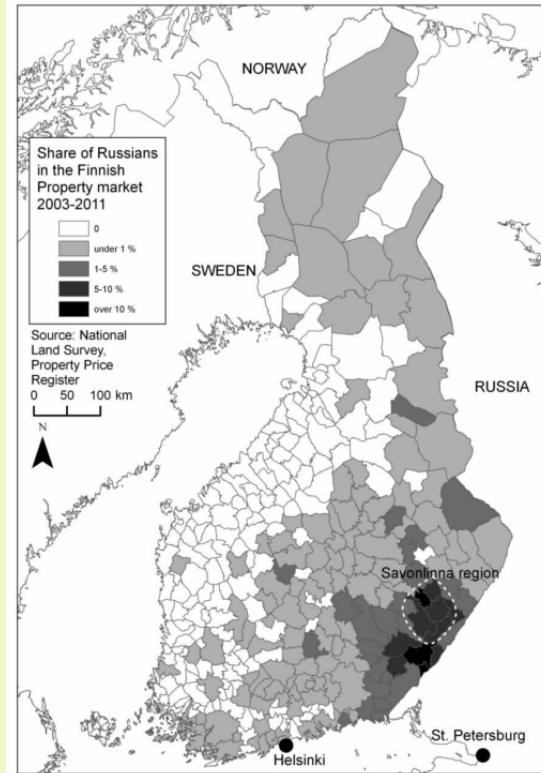 NORWAY
Share of Russians
in the Finnish
Property market
2003-2011
0
under 1 %
1-5 %
5-10 %
over 10 %
SWEDEN
Source: National
Land Survey,
Property Price
Register
0 50 100 km
N
RUSSIA
Savonlinna region
St. Petersburg
Helsinki